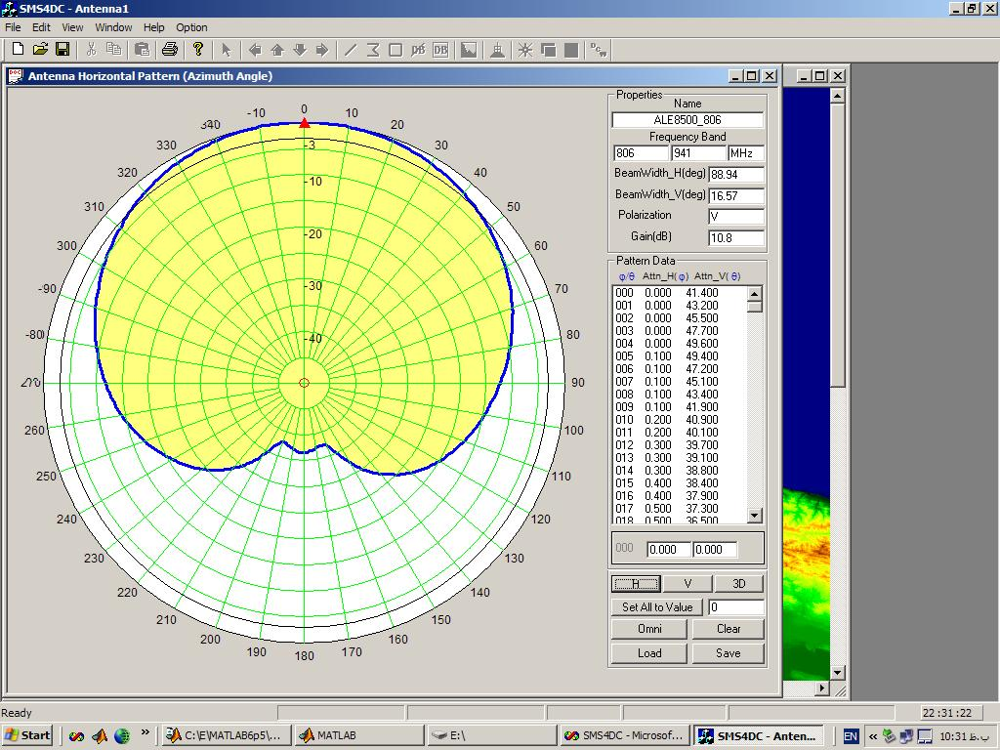 SMS4DC - Antenna1
File Edit View Window Help Option
Antenna Horizontal Pattern (Azimuth Angle)
-10 0 10
340 20
330 30
320 40
310 50
300 60
-90 70
-80 80
270 90
260 100
250 110
240 120
230 130
220 140
210 150
200 160
190 180 170
-3
-10
-20
-30
-40
Properties
Name
ALE8500_806
Frequency Band
806 941 MHz
BeamWidth_H(deg) 88.94
BeamWidth_V(deg) 16.57
Polarization V
Gain(dB) 10.8
Pattern Data
φ/θ Attn_H( φ) Attn_V( θ)
000 0.000 41.400
001 0.000 43.200
002 0.000 45.500
003 0.000 47.700
004 0.000 49.600
005 0.100 49.400
006 0.100 47.200
007 0.100 45.100
008 0.100 43.400
009 0.100 41.900
010 0.200 40.900
011 0.200 40.100
012 0.300 39.700
013 0.300 39.100
014 0.300 38.800
015 0.400 38.400
016 0.400 37.900
017 0.500 37.300
018 0.500 36.500
000 0.000 0.000
H V 3D
Set All to Value 0
Omni Clear
Load Save
Ready 22:31:22
Start » C:\E\MATLAB6p5\... MATLAB E:\ SMS4DC - Microsof... SMS4DC - Anten... EN « 10:31 ب.ظ